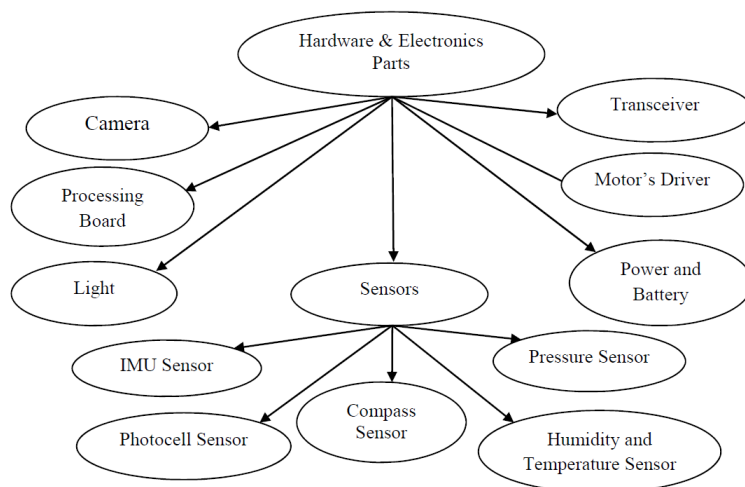 Hardware & Electronics
Parts
Transceiver
Camera
Motor's Driver
Processing
Board
Power and
Battery
Light
Sensors
IMU Sensor
Pressure Sensor
Compass
Sensor
Photocell Sensor
Humidity and
Temperature Sensor